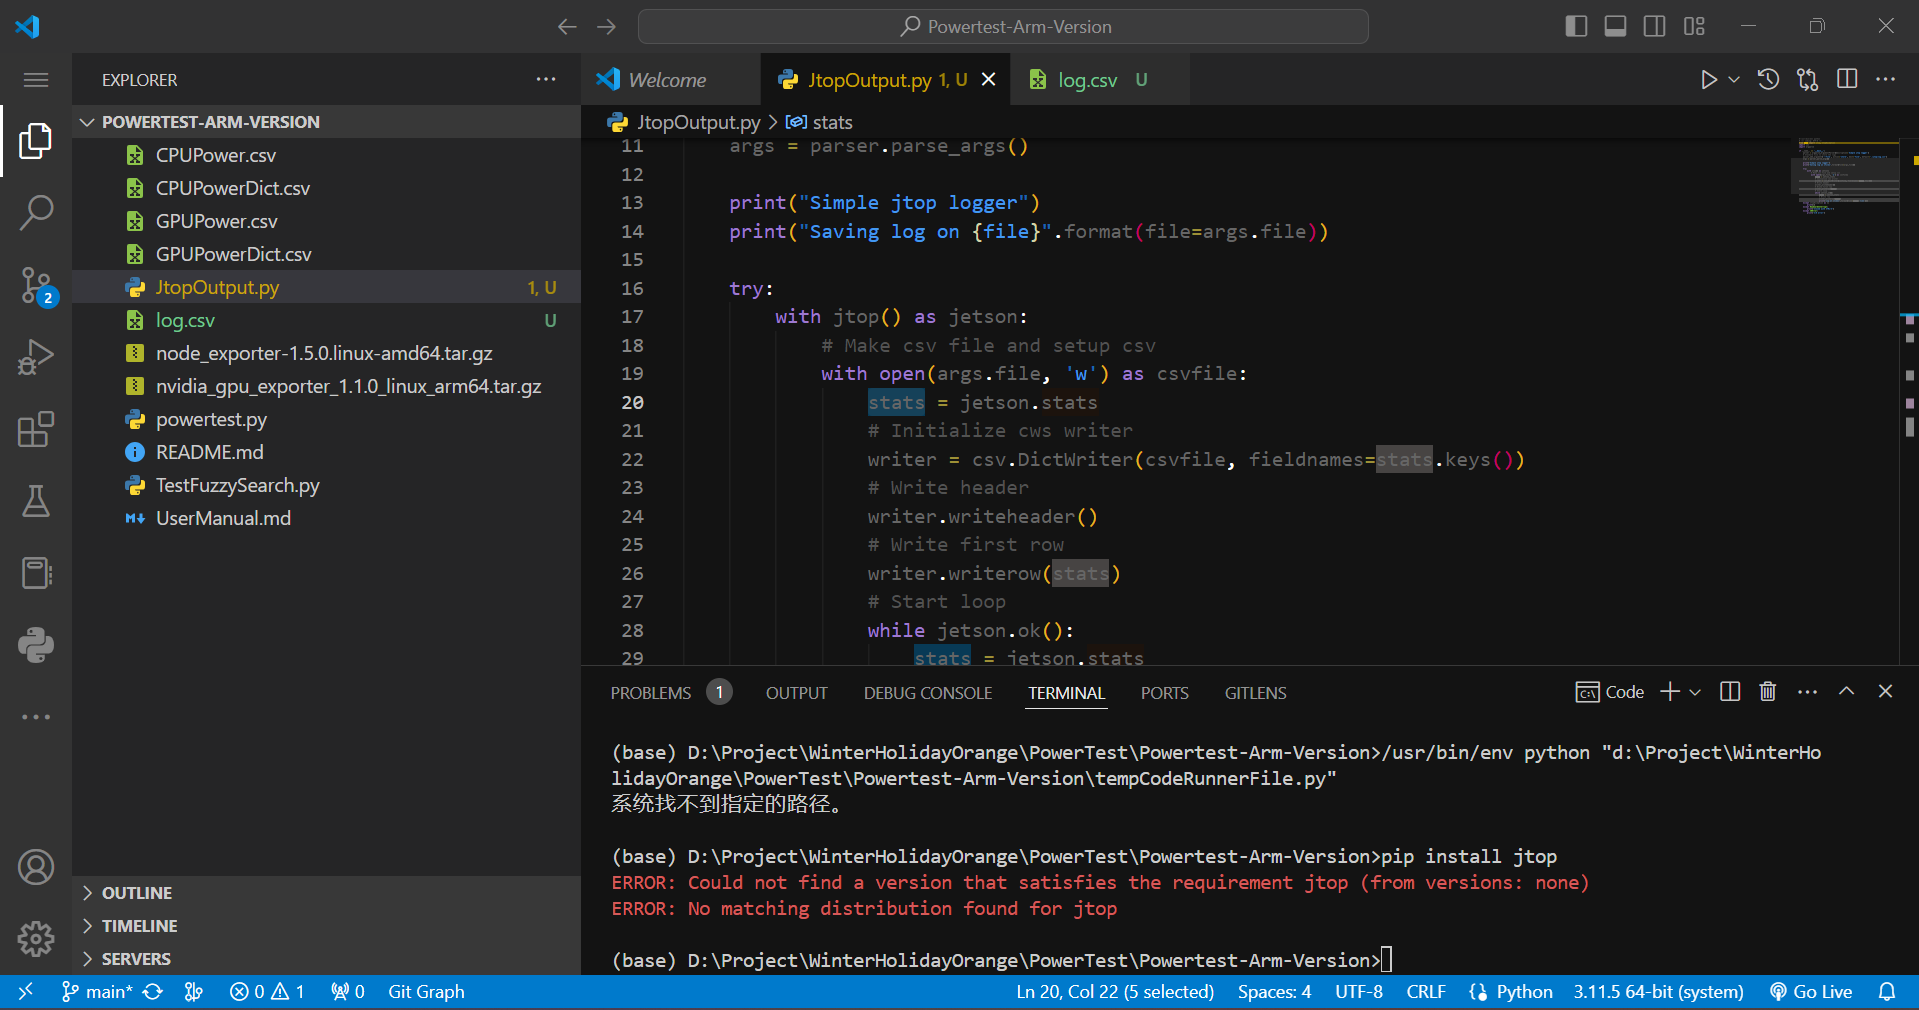 Powertest-Arm-Version
EXPLORER
POWERTEST-ARM-VERSION
CPUPower.csv
CPUPowerDict.csv
GPUPower.csv
GPUPowerDict.csv
JtopOutput.py 1, U
log.csv U
node_exporter-1.5.0.linux-amd64.tar.gz
nvidia_gpu_exporter_1.1.0_linux_arm64.tar.gz
powertest.py
README.md
TestFuzzySearch.py
UserManual.md
OUTLINE
TIMELINE
SERVERS
2
Welcome JtopOutput.py 1, U log.csv U
JtopOutput.py > stats
11 args = parser.parse_args()
12
13 print("Simple jtop logger")
14 print("Saving log on {file}".format(file=args.file))
15
16 try:
17 with jtop() as jetson:
18 # Make csv file and setup csv
19 with open(args.file, 'w') as csvfile:
20 stats = jetson.stats
21 # Initialize cws writer
22 writer = csv.DictWriter(csvfile, fieldnames=stats.keys())
23 # Write header
24 writer.writeheader()
25 # Write first row
26 writer.writerow(stats)
27 # Start loop
28 while jetson.ok():
29 stats = jetson.stats
PROBLEMS 1 OUTPUT DEBUG CONSOLE TERMINAL PORTS GITLENS Code
(base) D:\Project\WinterHolidayOrange\PowerTest\Powertest-Arm-Version>/usr/bin/env python "d:\Project\WinterHo
lidayOrange\PowerTest\Powertest-Arm-Version\tempCodeRunnerFile.py"
系统找不到指定的路径。
(base) D:\Project\WinterHolidayOrange\PowerTest\Powertest-Arm-Version>pip install jtop
ERROR: Could not find a version that satisfies the requirement jtop (from versions: none)
ERROR: No matching distribution found for jtop
(base) D:\Project\WinterHolidayOrange\PowerTest\Powertest-Arm-Version>
main* 0 1 0 Git Graph Ln 20, Col 22 (5 selected) Spaces: 4 UTF-8 CRLF Python 3.11.5 64-bit (system) Go Live